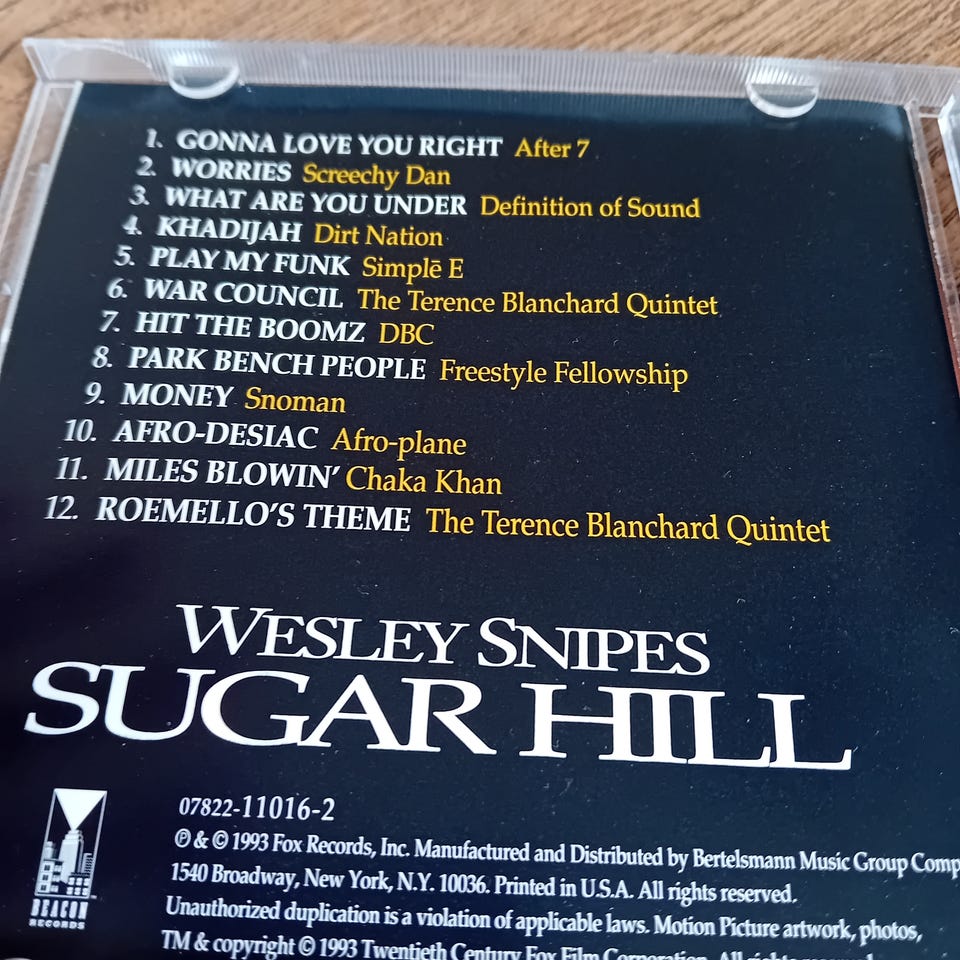 1. GONNA LOVE YOU RIGHT After 7
2. WORRIES Screechy Dan
3. WHAT ARE YOU UNDER Definition of Sound
4. KHADIJAH Dirt Nation
5. PLAY MY FUNK Simplē E
6. WAR COUNCIL The Terence Blanchard Quintet
7. HIT THE BOOMZ DBC
8. PARK BENCH PEOPLE Freestyle Fellowship
9. MONEY Snoman
10. AFRO-DESIAC Afro-plane
11. MILES BLOWIN' Chaka Khan
12. ROEMELLO'S THEME The Terence Blanchard Quintet
WESLEY SNIPES
SUGAR HILL
07822-11016-2
℗ & © 1993 Fox Records, Inc. Manufactured and Distributed by Bertelsmann Music Group Comp
1540 Broadway, New York, N.Y. 10036. Printed in U.S.A. All rights reserved.
Unauthorized duplication is a violation of applicable laws. Motion Picture artwork, photos,
TM & copyright © 1993 Twentieth Century Fox Film Corporation. All rights reserved
BEACON
RECORDS